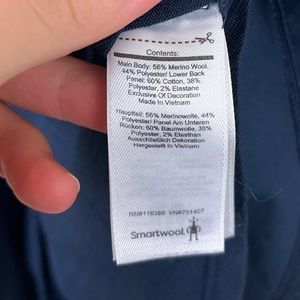 Contents:
Main Body: 56% Merino Wool,
44% Polyester/ Lower Back
Panel: 60% Cotton, 38%
Polyester, 2% Elastane
Exclusive Of Decoration
Made In Vietnam
Hauptteil: 56% Merinowolle, 44%
Polyester/ Panel Am Unteren
Rücken: 60% Baumwolle, 38%
Polyester, 2% Elasthan
Ausschließlich Dekoration
Hergestellt In Vietnam
RN#116388 VN#751407
Smartwool